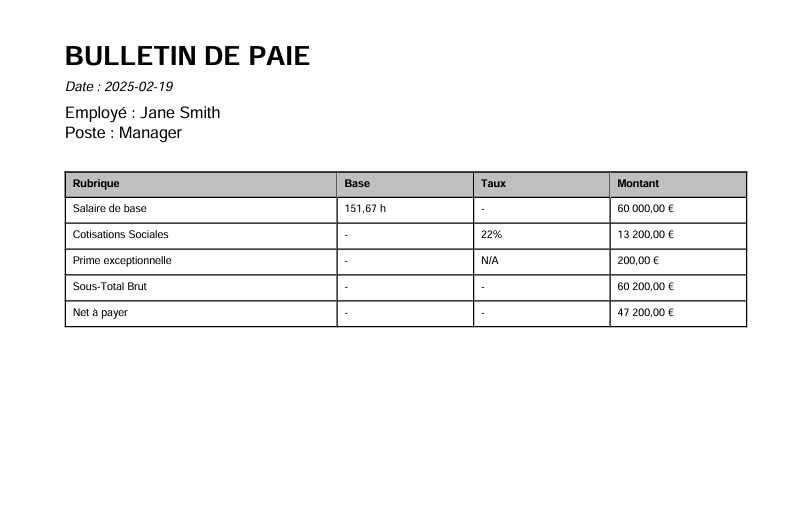 BULLETIN DE PAIE
Date : 2025-02-19
Employé : Jane Smith
Poste : Manager
Rubrique Base Taux Montant
Salaire de base 151,67 h - 60 000,00 €
Cotisations Sociales - 22% 13 200,00 €
Prime exceptionnelle - N/A 200,00 €
Sous-Total Brut - - 60 200,00 €
Net à payer - - 47 200,00 €